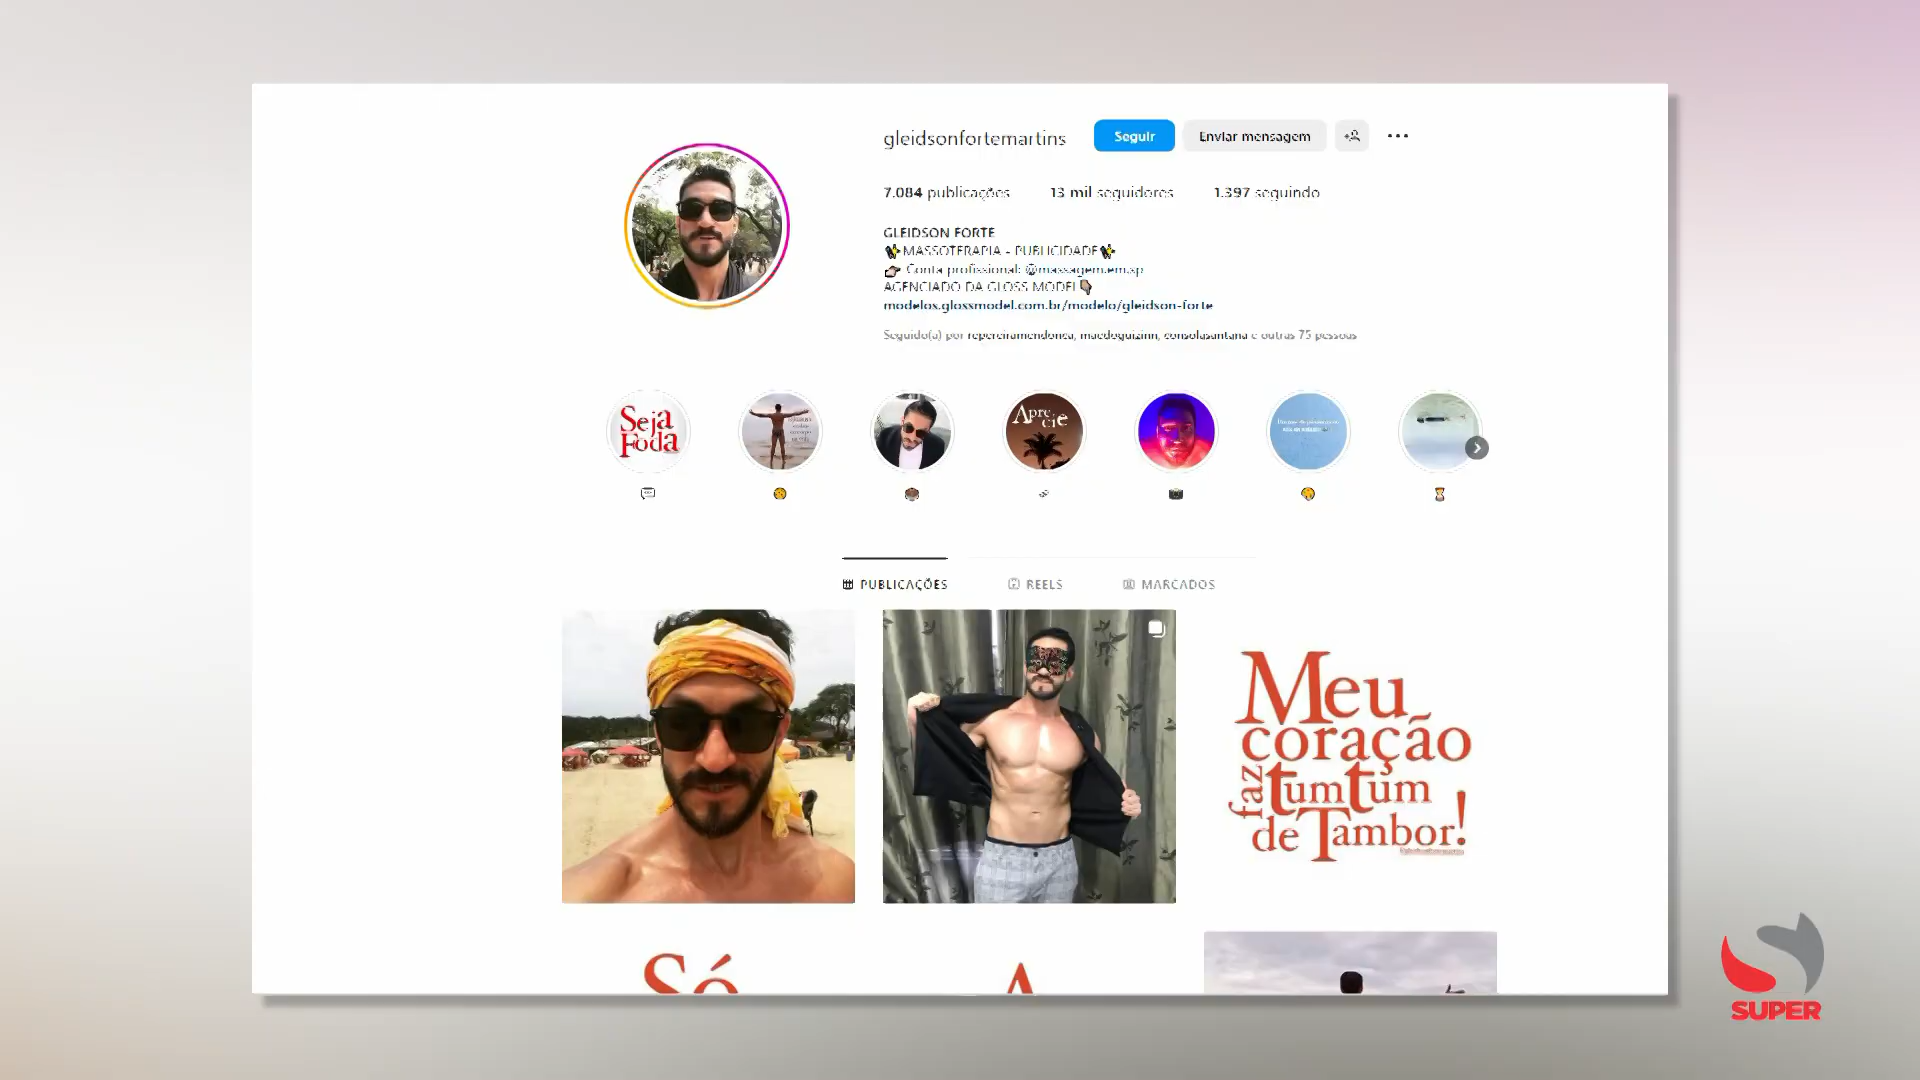 gleidsonfortemartins
Seguir
Enviar mensagem
7.084 publicações
13 mil seguidores
1.397 seguindo
GLEIDSON FORTE
MASSOTERAPIA - PUBLICIDADE
Conta profissional: @massagem.em.sp
AGENCIADO DA GLOSS MODEL
modelos.glossmodel.com.br/modelo/gleidson-forte
Seguido(a) por repereiramendonca, macdoguizinn, consolasantana e outras 75 pessoas
Seja
Foda
Apre
cie
PUBLICAÇÕES
REELS
MARCADOS
Meu
coração
faz tum tum
de Tambor!
Só
A
SUPER